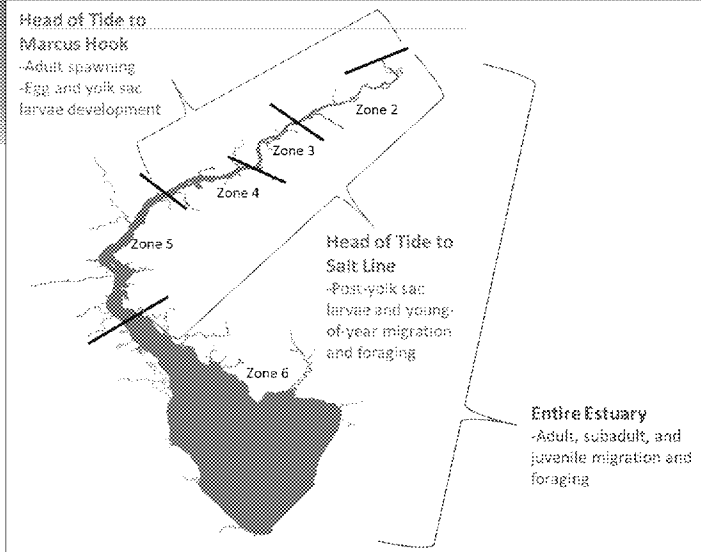 Head of Tide to
Marcus Hook
-Adult spawning
-Egg and yolk sac
larvae development
Zone 2
Zone 3
Zone 4
Zone 5
Head of Tide to
Salt Line
-Post-yolk sac
larvae and young-
of-year migration
and foraging
Zone 6
Entire Estuary
-Adult, subadult, and
juvenile migration and
foraging